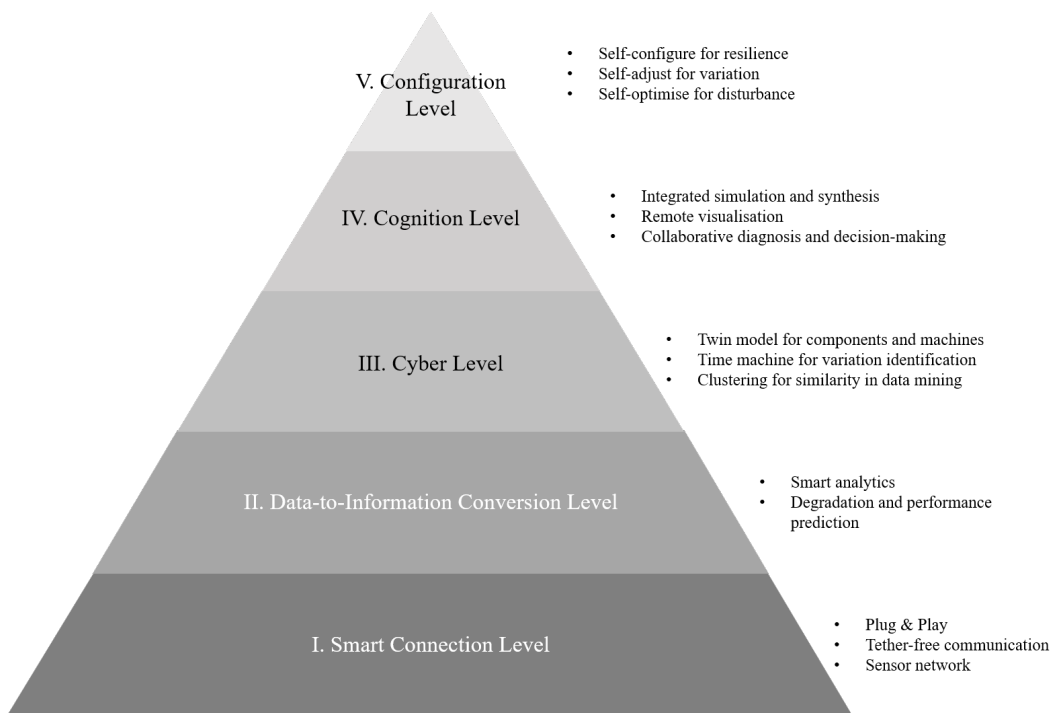 V. Configuration
Level
• Self-configure for resilience
• Self-adjust for variation
• Self-optimise for disturbance
IV. Cognition Level
• Integrated simulation and synthesis
• Remote visualisation
• Collaborative diagnosis and decision-making
III. Cyber Level
• Twin model for components and machines
• Time machine for variation identification
• Clustering for similarity in data mining
II. Data-to-Information Conversion Level
• Smart analytics
• Degradation and performance
prediction
I. Smart Connection Level
• Plug & Play
• Tether-free communication
• Sensor network